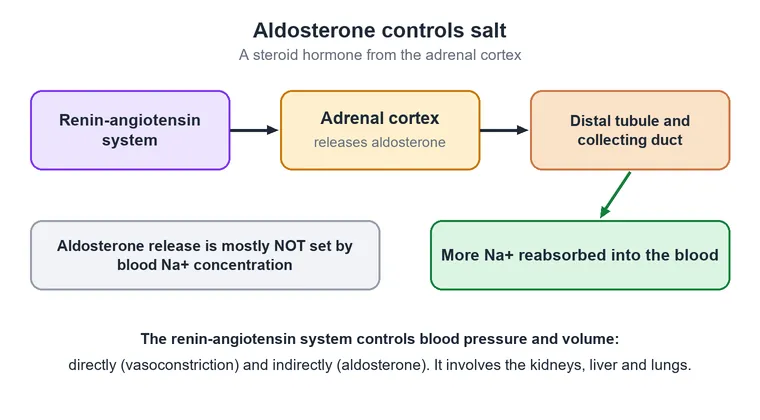 Aldosterone controls salt
A steroid hormone from the adrenal cortex
Renin-angiotensin
system
Adrenal cortex
releases aldosterone
Distal tubule and
collecting duct
Aldosterone release is mostly NOT set by
blood Na+ concentration
More Na+ reabsorbed into the blood
The renin-angiotensin system controls blood pressure and volume:
directly (vasoconstriction) and indirectly (aldosterone). It involves the kidneys, liver and lungs.